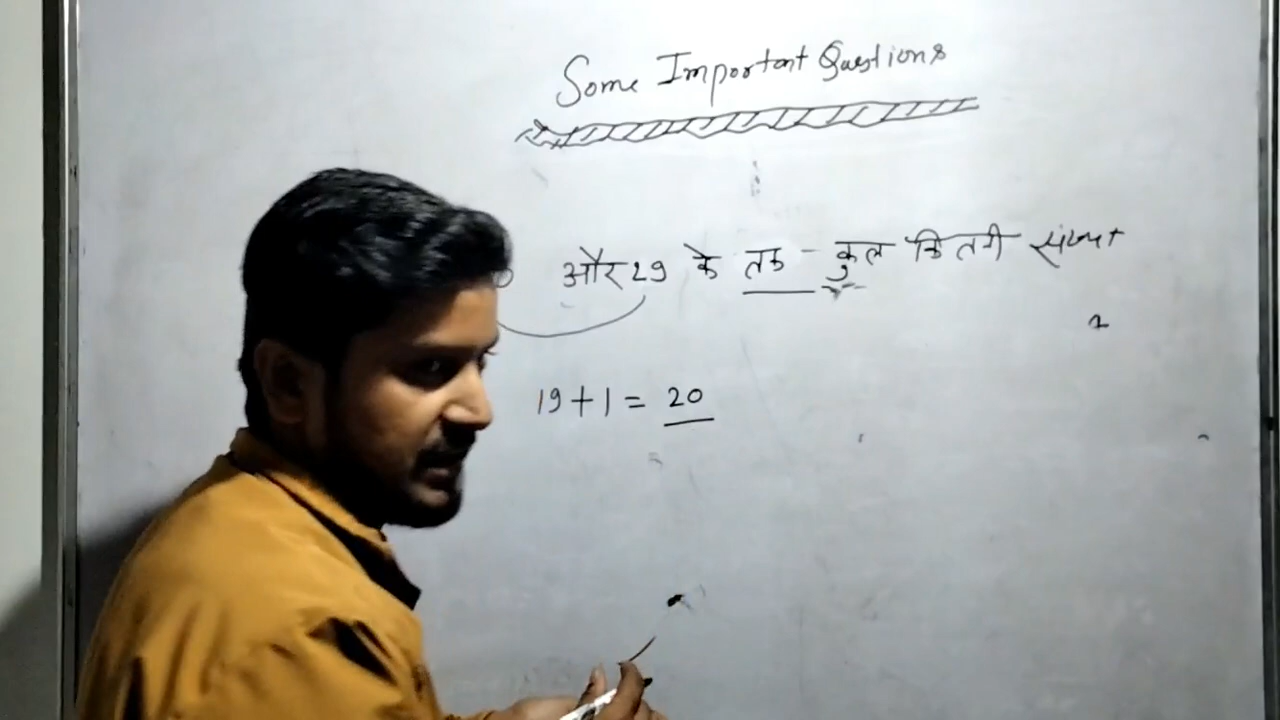 Some Important Questions
और 29 के तक - कुल कितनी संख्या
19 + 1 = 20